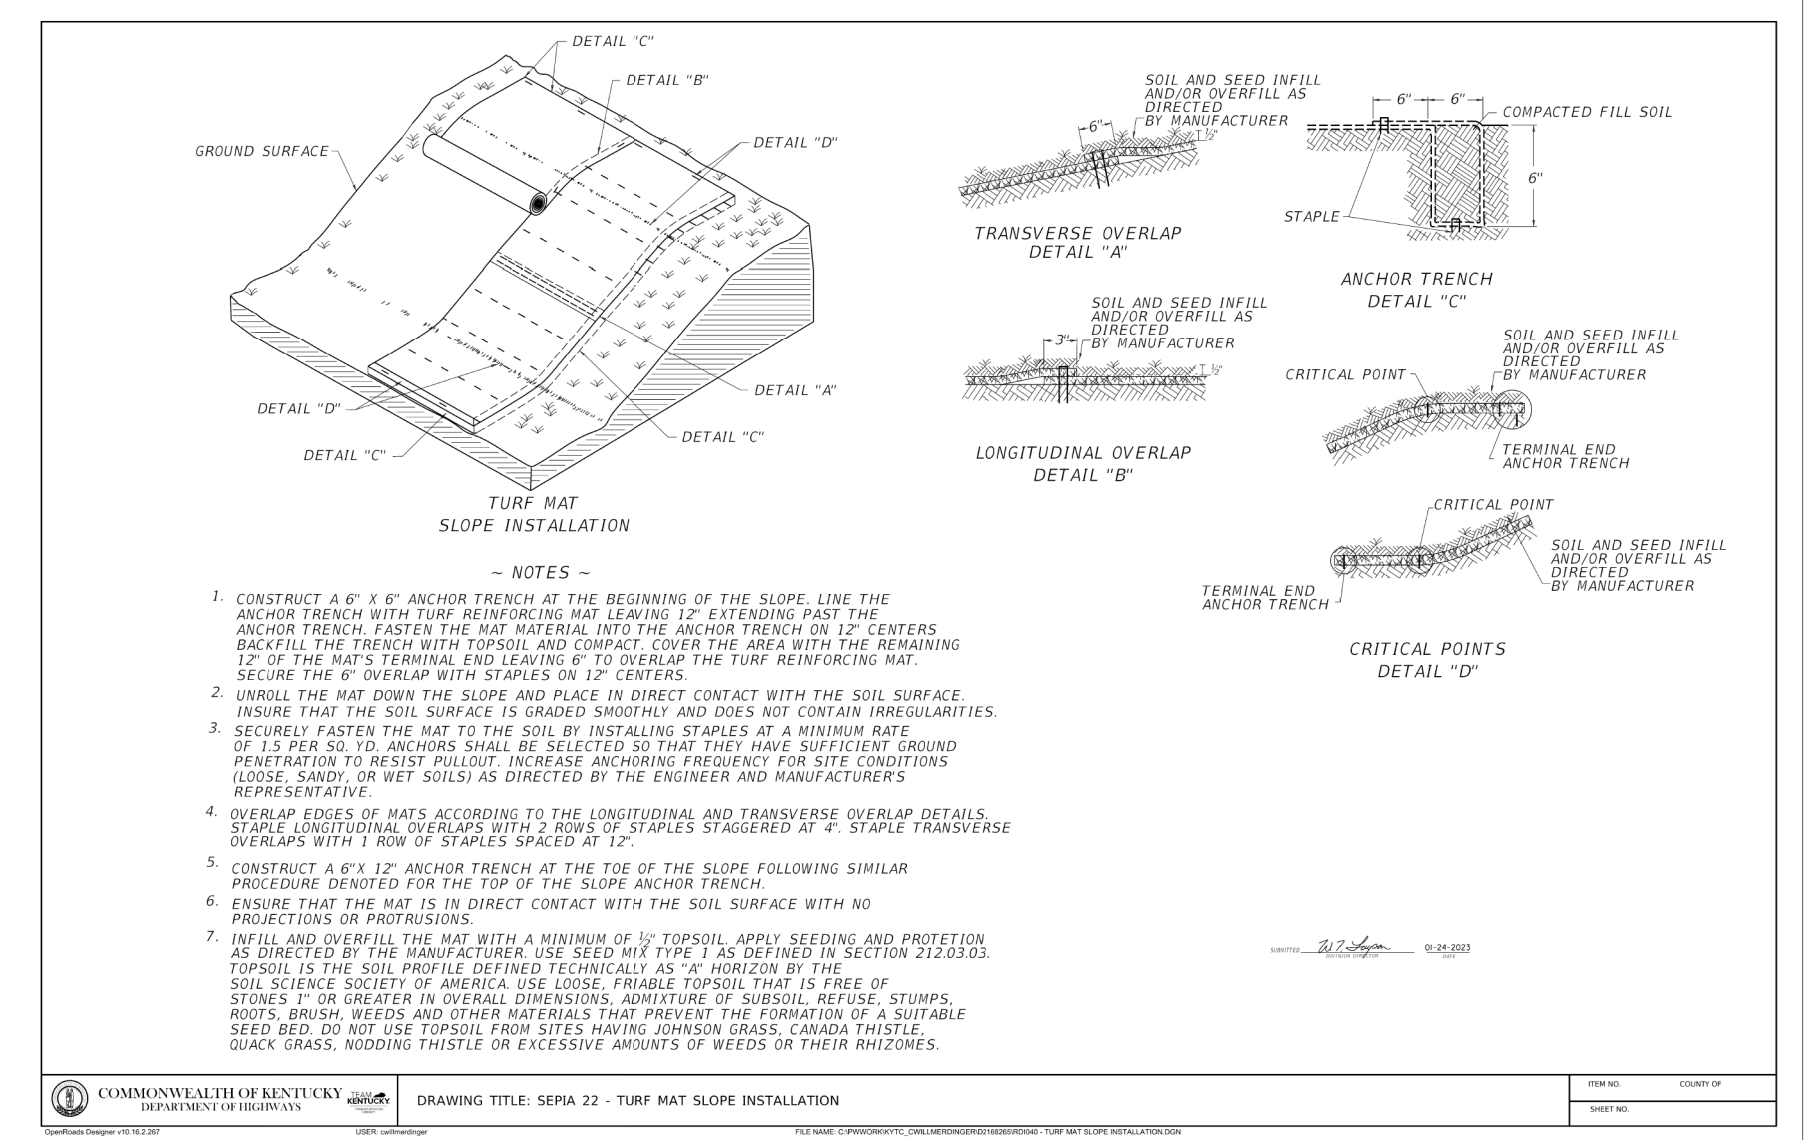 DETAIL "C"
DETAIL "B"
DETAIL "D"
GROUND SURFACE
DETAIL "A"
DETAIL "D"
DETAIL "C"
DETAIL "C"
TURF MAT
SLOPE INSTALLATION
SOIL AND SEED INFILL
AND/OR OVERFILL AS
DIRECTED
BY MANUFACTURER
6"
½"
TRANSVERSE OVERLAP
DETAIL "A"
6"
6"
COMPACTED FILL SOIL
6"
STAPLE
ANCHOR TRENCH
DETAIL "C"
SOIL AND SEED INFILL
AND/OR OVERFILL AS
DIRECTED
BY MANUFACTURER
3"
½"
LONGITUDINAL OVERLAP
DETAIL "B"
SOIL AND SEED INFILL
AND/OR OVERFILL AS
DIRECTED
BY MANUFACTURER
CRITICAL POINT
TERMINAL END
ANCHOR TRENCH
CRITICAL POINT
SOIL AND SEED INFILL
AND/OR OVERFILL AS
DIRECTED
BY MANUFACTURER
TERMINAL END
ANCHOR TRENCH
CRITICAL POINTS
DETAIL "D"
~ NOTES ~
1. CONSTRUCT A 6" X 6" ANCHOR TRENCH AT THE BEGINNING OF THE SLOPE. LINE THE
ANCHOR TRENCH WITH TURF REINFORCING MAT LEAVING 12" EXTENDING PAST THE
ANCHOR TRENCH. FASTEN THE MAT MATERIAL INTO THE ANCHOR TRENCH ON 12" CENTERS
BACKFILL THE TRENCH WITH TOPSOIL AND COMPACT. COVER THE AREA WITH THE REMAINING
12" OF THE MAT'S TERMINAL END LEAVING 6" TO OVERLAP THE TURF REINFORCING MAT.
SECURE THE 6" OVERLAP WITH STAPLES ON 12" CENTERS.
2. UNROLL THE MAT DOWN THE SLOPE AND PLACE IN DIRECT CONTACT WITH THE SOIL SURFACE.
INSURE THAT THE SOIL SURFACE IS GRADED SMOOTHLY AND DOES NOT CONTAIN IRREGULARITIES.
3. SECURELY FASTEN THE MAT TO THE SOIL BY INSTALLING STAPLES AT A MINIMUM RATE
OF 1.5 PER SQ. YD. ANCHORS SHALL BE SELECTED SO THAT THEY HAVE SUFFICIENT GROUND
PENETRATION TO RESIST PULLOUT. INCREASE ANCHORING FREQUENCY FOR SITE CONDITIONS
(LOOSE, SANDY, OR WET SOILS) AS DIRECTED BY THE ENGINEER AND MANUFACTURER'S
REPRESENTATIVE.
4. OVERLAP EDGES OF MATS ACCORDING TO THE LONGITUDINAL AND TRANSVERSE OVERLAP DETAILS.
STAPLE LONGITUDINAL OVERLAPS WITH 2 ROWS OF STAPLES STAGGERED AT 4". STAPLE TRANSVERSE
OVERLAPS WITH 1 ROW OF STAPLES SPACED AT 12".
5. CONSTRUCT A 6"X 12" ANCHOR TRENCH AT THE TOE OF THE SLOPE FOLLOWING SIMILAR
PROCEDURE DENOTED FOR THE TOP OF THE SLOPE ANCHOR TRENCH.
6. ENSURE THAT THE MAT IS IN DIRECT CONTACT WITH THE SOIL SURFACE WITH NO
PROJECTIONS OR PROTRUSIONS.
7. INFILL AND OVERFILL THE MAT WITH A MINIMUM OF ½" TOPSOIL. APPLY SEEDING AND PROTETION
AS DIRECTED BY THE MANUFACTURER. USE SEED MIX TYPE 1 AS DEFINED IN SECTION 212.03.03.
TOPSOIL IS THE SOIL PROFILE DEFINED TECHNICALLY AS "A" HORIZON BY THE
SOIL SCIENCE SOCIETY OF AMERICA. USE LOOSE, FRIABLE TOPSOIL THAT IS FREE OF
STONES 1" OR GREATER IN OVERALL DIMENSIONS, ADMIXTURE OF SUBSOIL, REFUSE, STUMPS,
ROOTS, BRUSH, WEEDS AND OTHER MATERIALS THAT PREVENT THE FORMATION OF A SUITABLE
SEED BED. DO NOT USE TOPSOIL FROM SITES HAVING JOHNSON GRASS, CANADA THISTLE,
QUACK GRASS, NODDING THISTLE OR EXCESSIVE AMOUNTS OF WEEDS OR THEIR RHIZOMES.
SUBMITTED 01-24-2023
DIVISION DIRECTOR DATE
COMMONWEALTH OF KENTUCKY
DEPARTMENT OF HIGHWAYS
TEAM
KENTUCKY
DRAWING TITLE: SEPIA 22 - TURF MAT SLOPE INSTALLATION
ITEM NO. COUNTY OF
SHEET NO.
OpenRoads Designer v10.16.2.267 USER: cwillmerdinger FILE NAME: C:\PWWORK\KYTC_CWILLMERDINGER\D2168265\RDI040 - TURF MAT SLOPE INSTALLATION.DGN